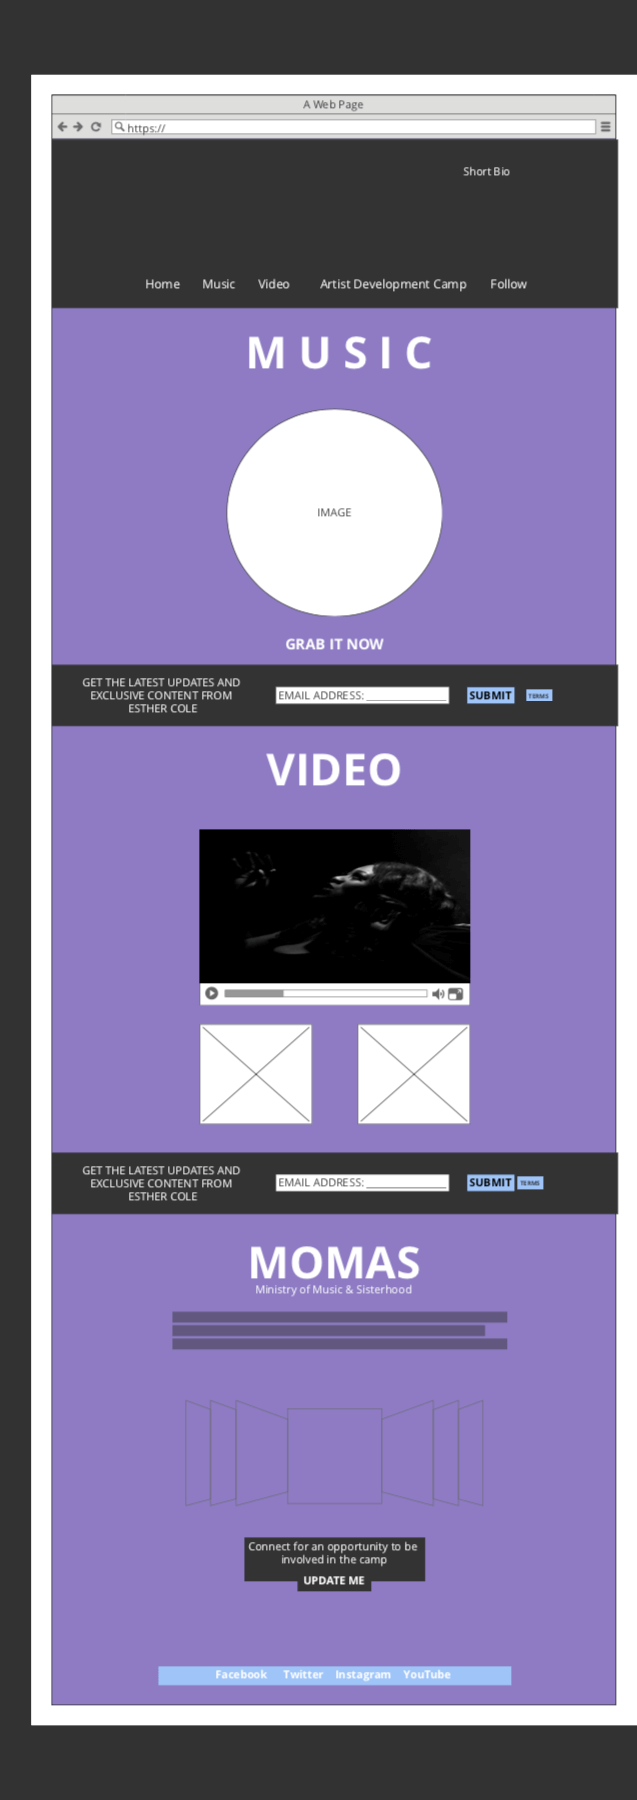 A Web Page
https://
Short Bio
Home Music Video Artist Development Camp Follow
MUSIC
IMAGE
GRAB IT NOW
GET THE LATEST UPDATES AND
EXCLUSIVE CONTENT FROM
ESTHER COLE
EMAIL ADDRESS: ______________
SUBMIT
TERMS
VIDEO
GET THE LATEST UPDATES AND
EXCLUSIVE CONTENT FROM
ESTHER COLE
EMAIL ADDRESS: ______________
SUBMIT
TERMS
MOMAS
Ministry of Music & Sisterhood
Connect for an opportunity to be
involved in the camp
UPDATE ME
Facebook Twitter Instagram YouTube